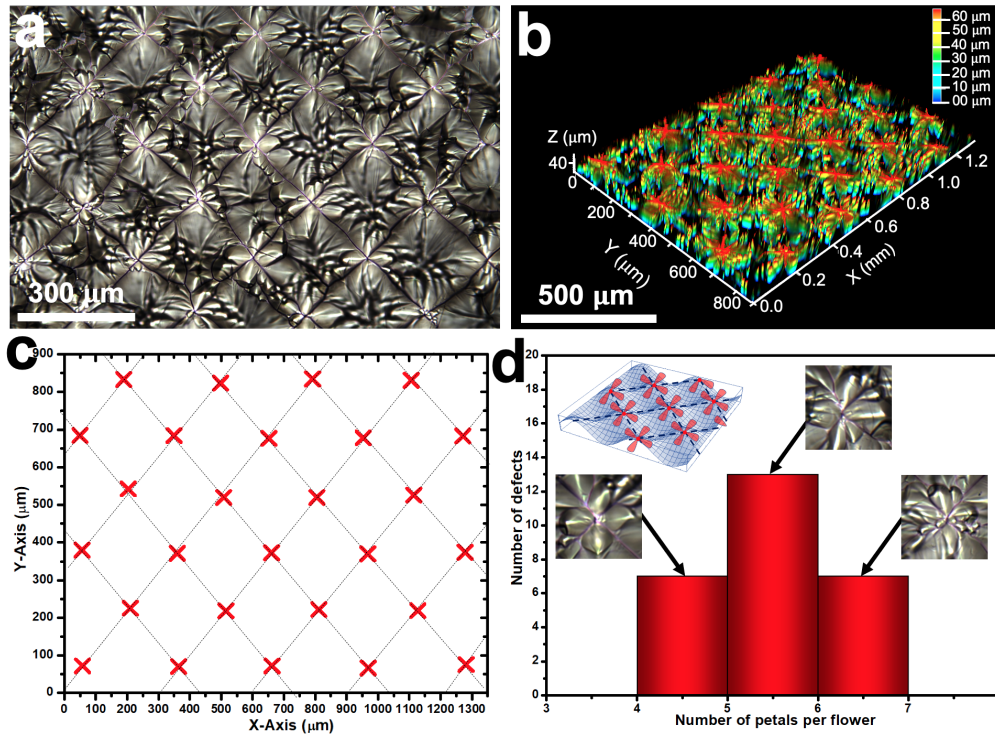 a
300 μm
b
60 μm
50 μm
40 μm
30 μm
20 μm
10 μm
00 μm
Z (μm)
40
0
200
400
600
800
Y (μm)
0.0
0.2
0.4
0.6
0.8
1.0
1.2
X (mm)
500 μm
c
900
800
700
600
500
400
300
200
100
0
Y-Axis (μm)
0 100 200 300 400 500 600 700 800 900 1000 1100 1200 1300
X-Axis (μm)
d
20
18
16
14
12
10
8
6
4
2
0
Number of defects
3 4 5 6 7
Number of petals per flower